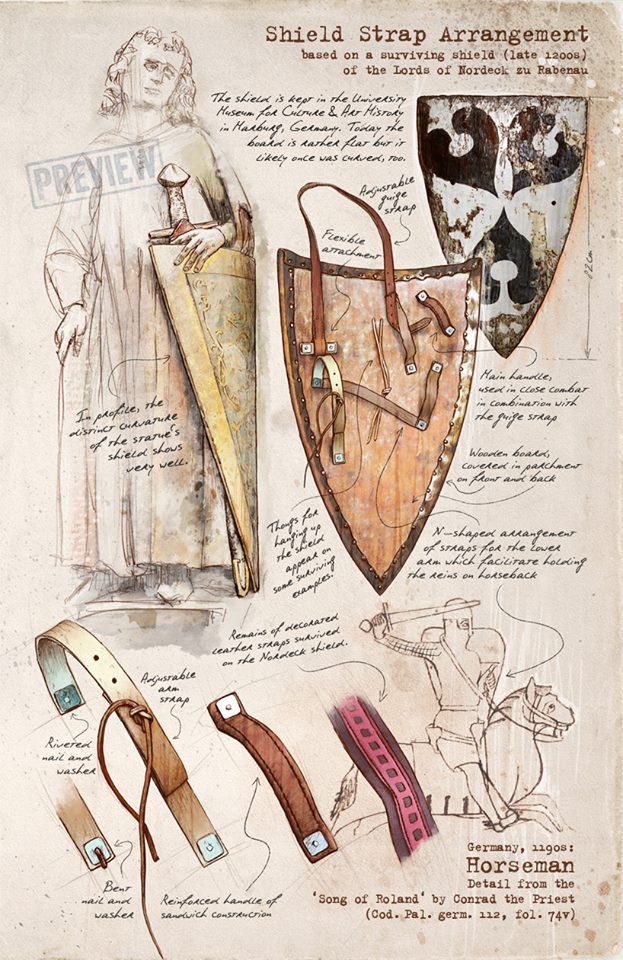 Shield Strap Arrangement
based on a surviving shield (late 1200s)
of the Lords of Nordeck zu Rabenau
The shield is kept in the University
Museum for Culture & Art History
in Marburg, Germany. Today the
board is rather flat but it
likely once was curved, too.
PREVIEW
Adjustable
guige
strap
Flexible
attachment
82cm
Main handle,
used in close combat
in combination with
the guige strap
In profile, the
distinct curvature
of the statue's
shield shows
very well.
Wooden board,
covered in parchment
on front and back
Thongs for
hanging up
the shield
appear on
some surviving
examples.
N-shaped arrangement
of straps for the lower
arm which facilitate holding
the reins on horseback
Remains of decorated
leather straps survived
on the Nordeck shield.
Adjustable
arm
strap
Riveted
nail and
washer
Bent
nail and
washer
Reinforced handle of
sandwich construction
Germany, 1190s:
Horseman
Detail from the
'Song of Roland' by Conrad the Priest
(Cod. Pal. germ. 112, fol. 74v)